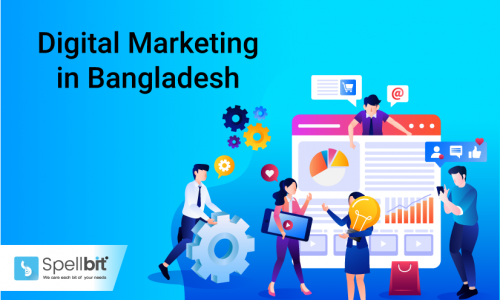 Digital Marketing
in Bangladesh
@
Spellbit
We care each bit of your needs